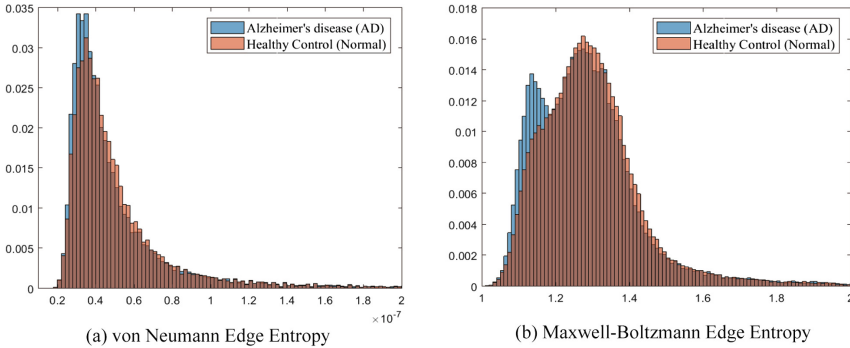 0.035
0.03
0.025
0.02
0.015
0.01
0.005
0
0.2 0.4 0.6 0.8 1 1.2 1.4 1.6 1.8 2
×10⁻⁷
Alzheimer's disease (AD)
Healthy Control (Normal)
(a) von Neumann Edge Entropy
0.018
0.016
0.014
0.012
0.01
0.008
0.006
0.004
0.002
0
1 1.2 1.4 1.6 1.8 2
Alzheimer's disease (AD)
Healthy Control (Normal)
(b) Maxwell-Boltzmann Edge Entropy